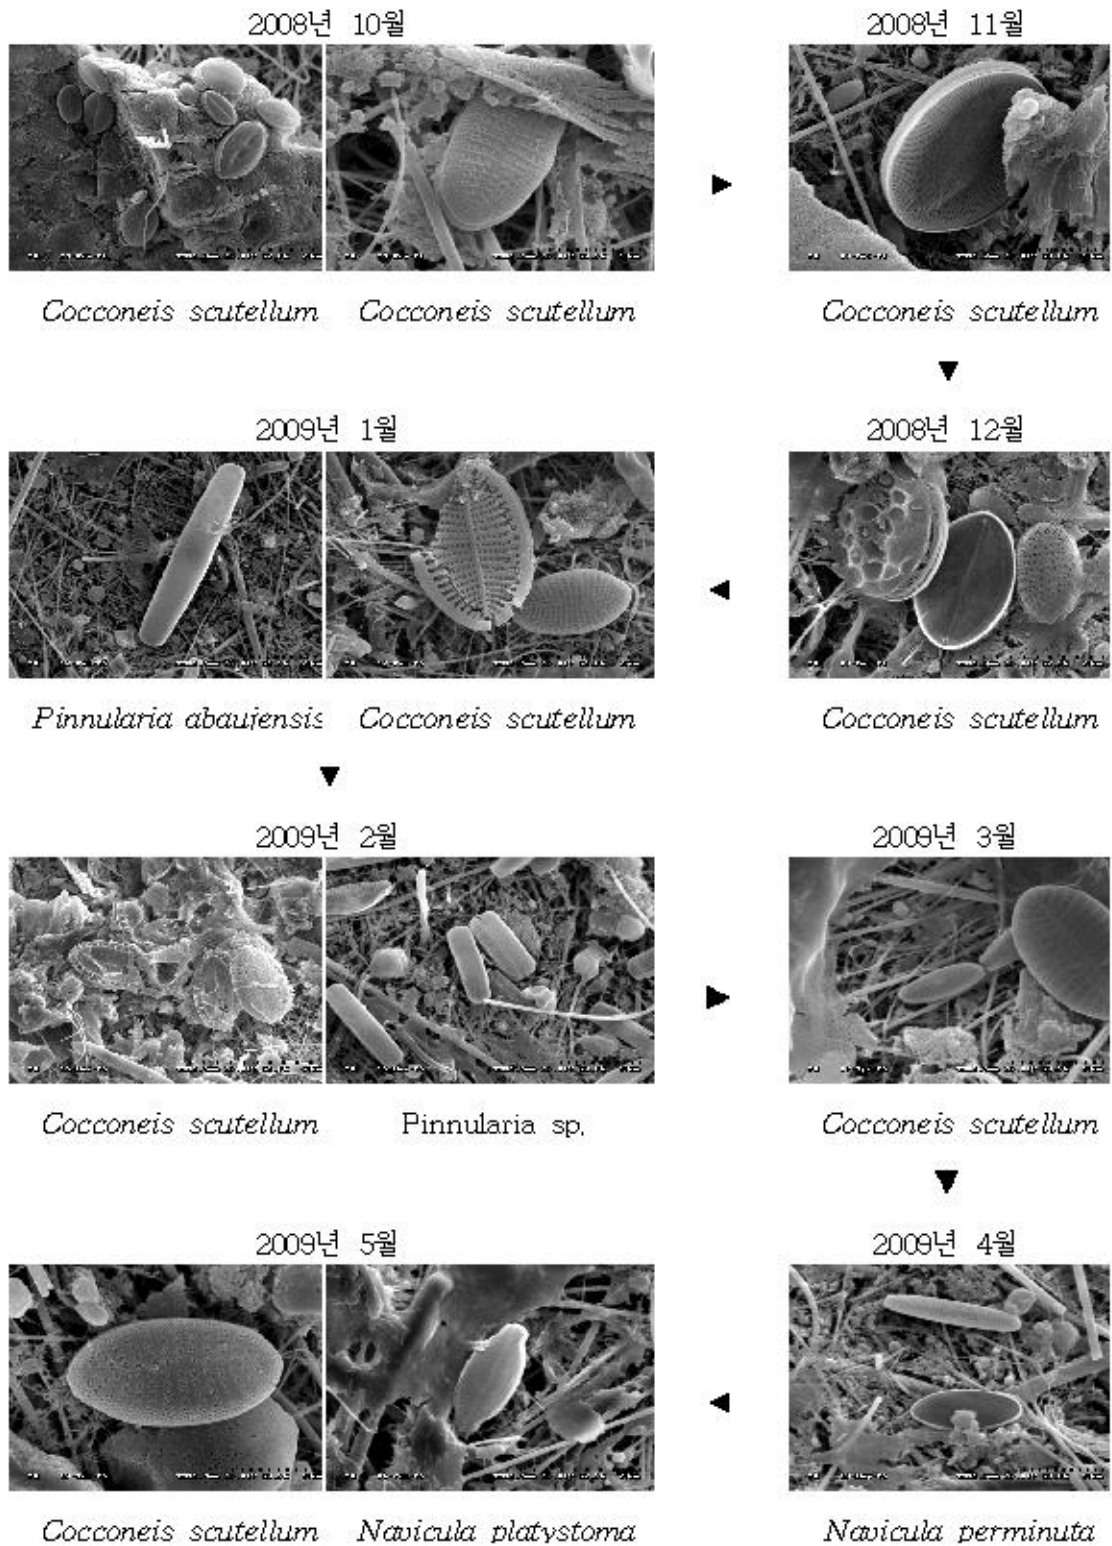 2008년 10월
2008년 11월
Cocconeis scutellum
Cocconeis scutellum
Cocconeis scutellum
2009년 1월
2008년 12월
Pinnularia abaujensis
Cocconeis scutellum
Cocconeis scutellum
2009년 2월
2009년 3월
Cocconeis scutellum
Pinnularia sp.
Cocconeis scutellum
2009년 5월
2009년 4월
Cocconeis scutellum
Navicula platystoma
Navicula perminuta